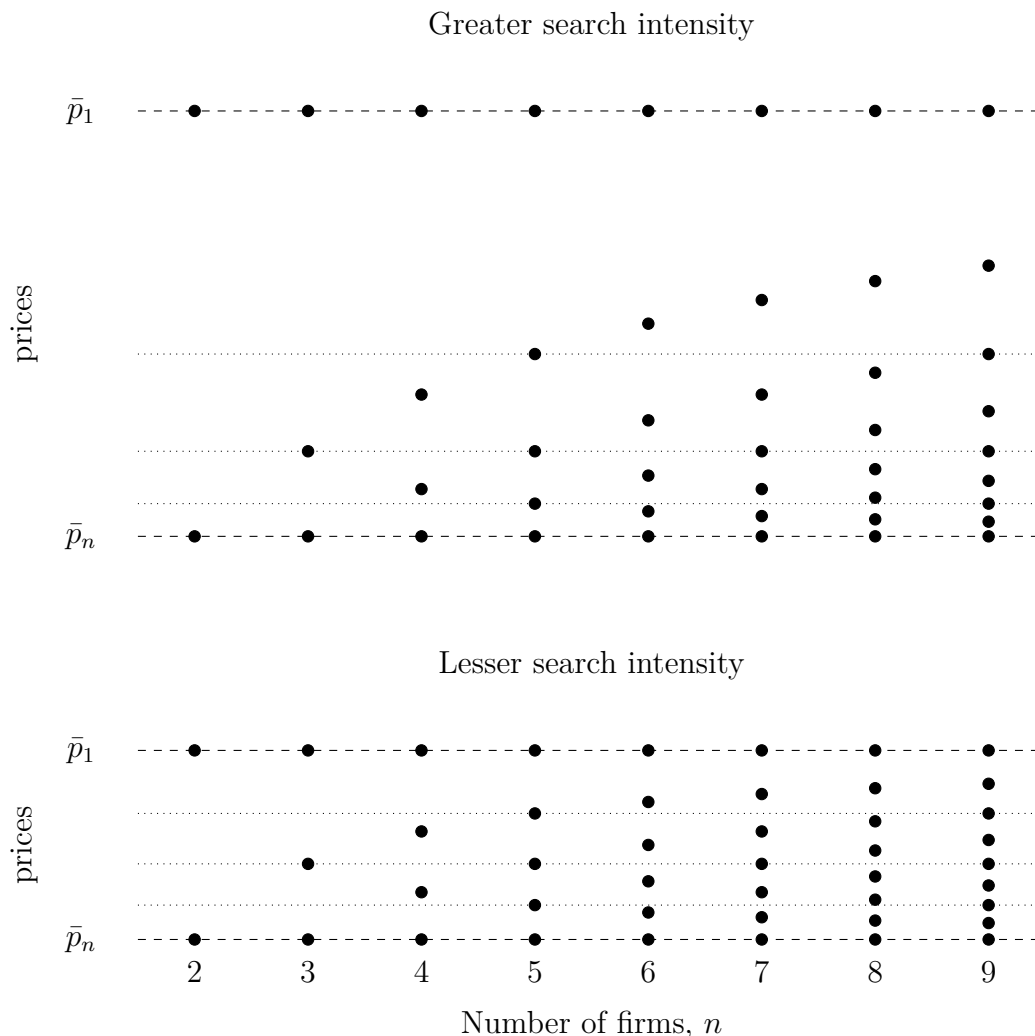 Greater search intensity
p̄₁
prices
p̄ₙ
Lesser search intensity
p̄₁
prices
p̄ₙ
2 3 4 5 6 7 8 9
Number of firms, n